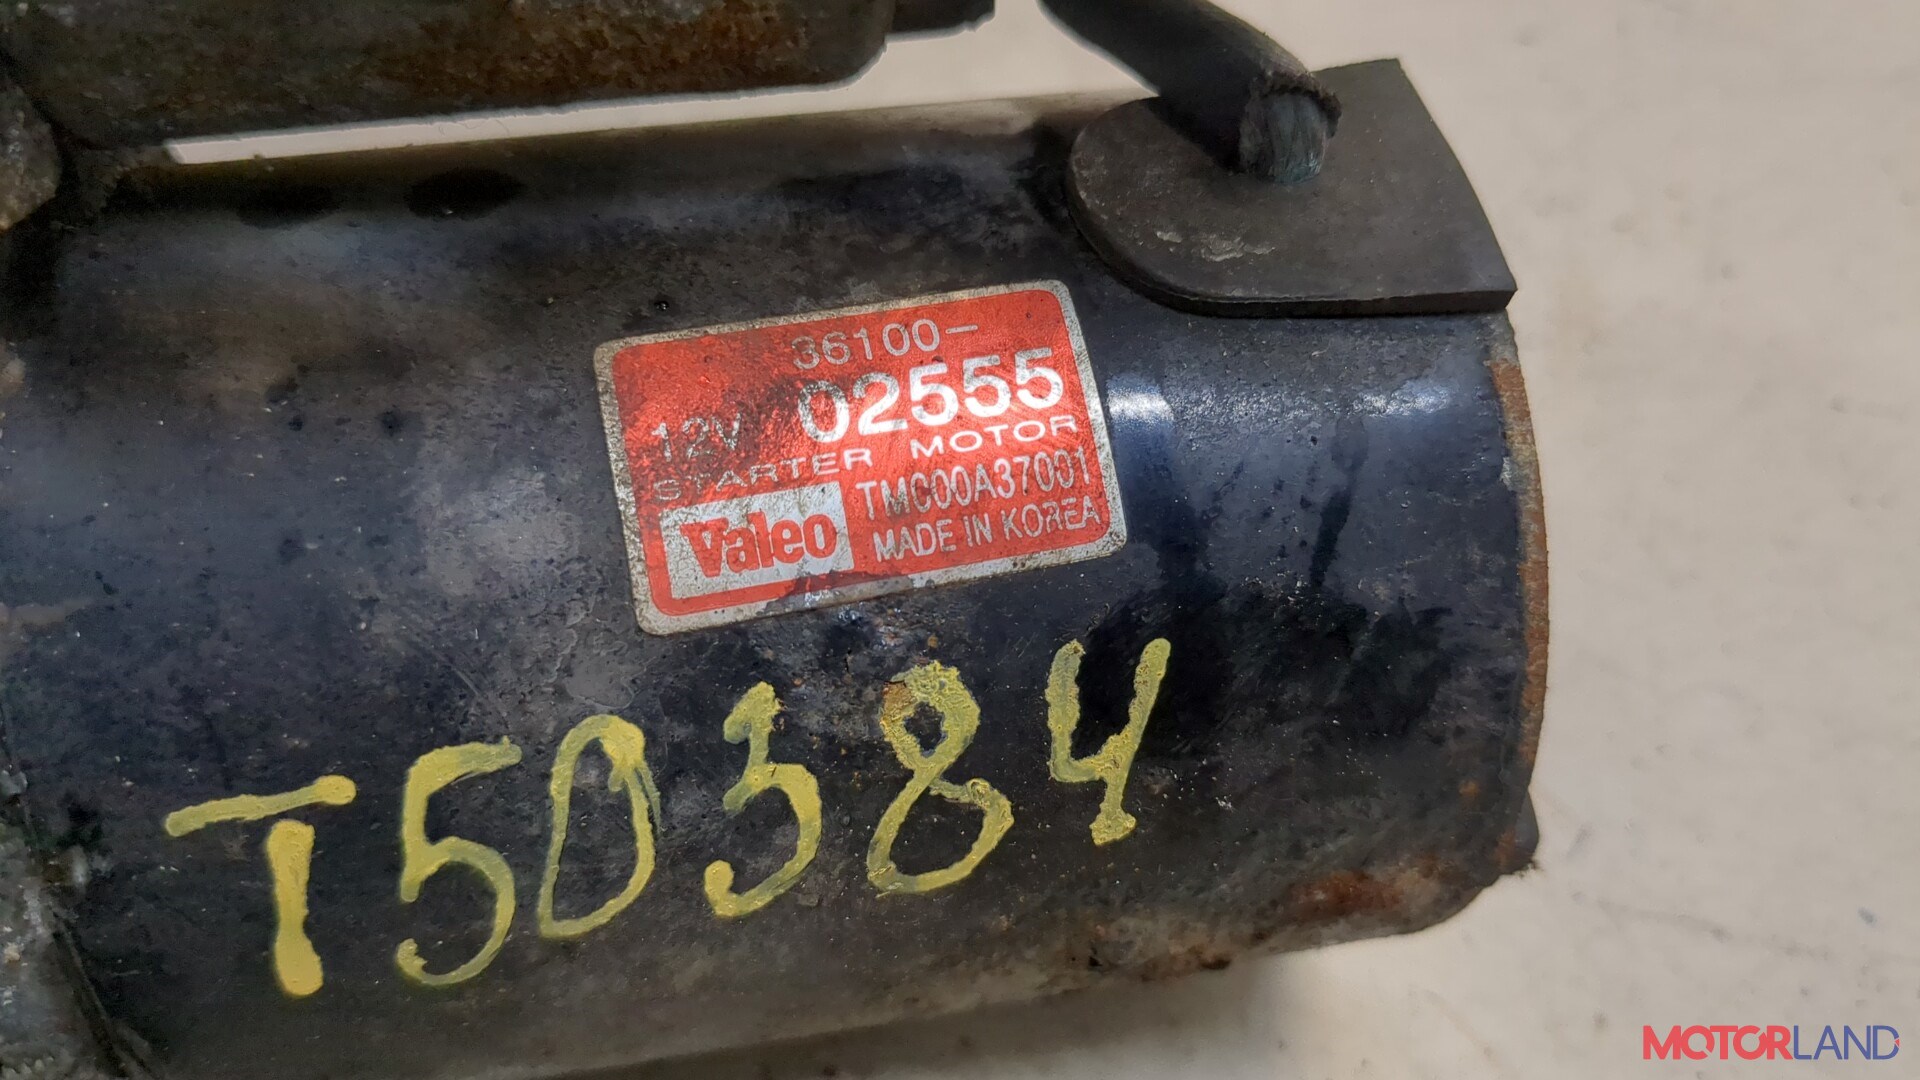 36100-
12V 02555
STARTER MOTOR
Valeo TMC00A37001
MADE IN KOREA
T50384
MOTORLAND